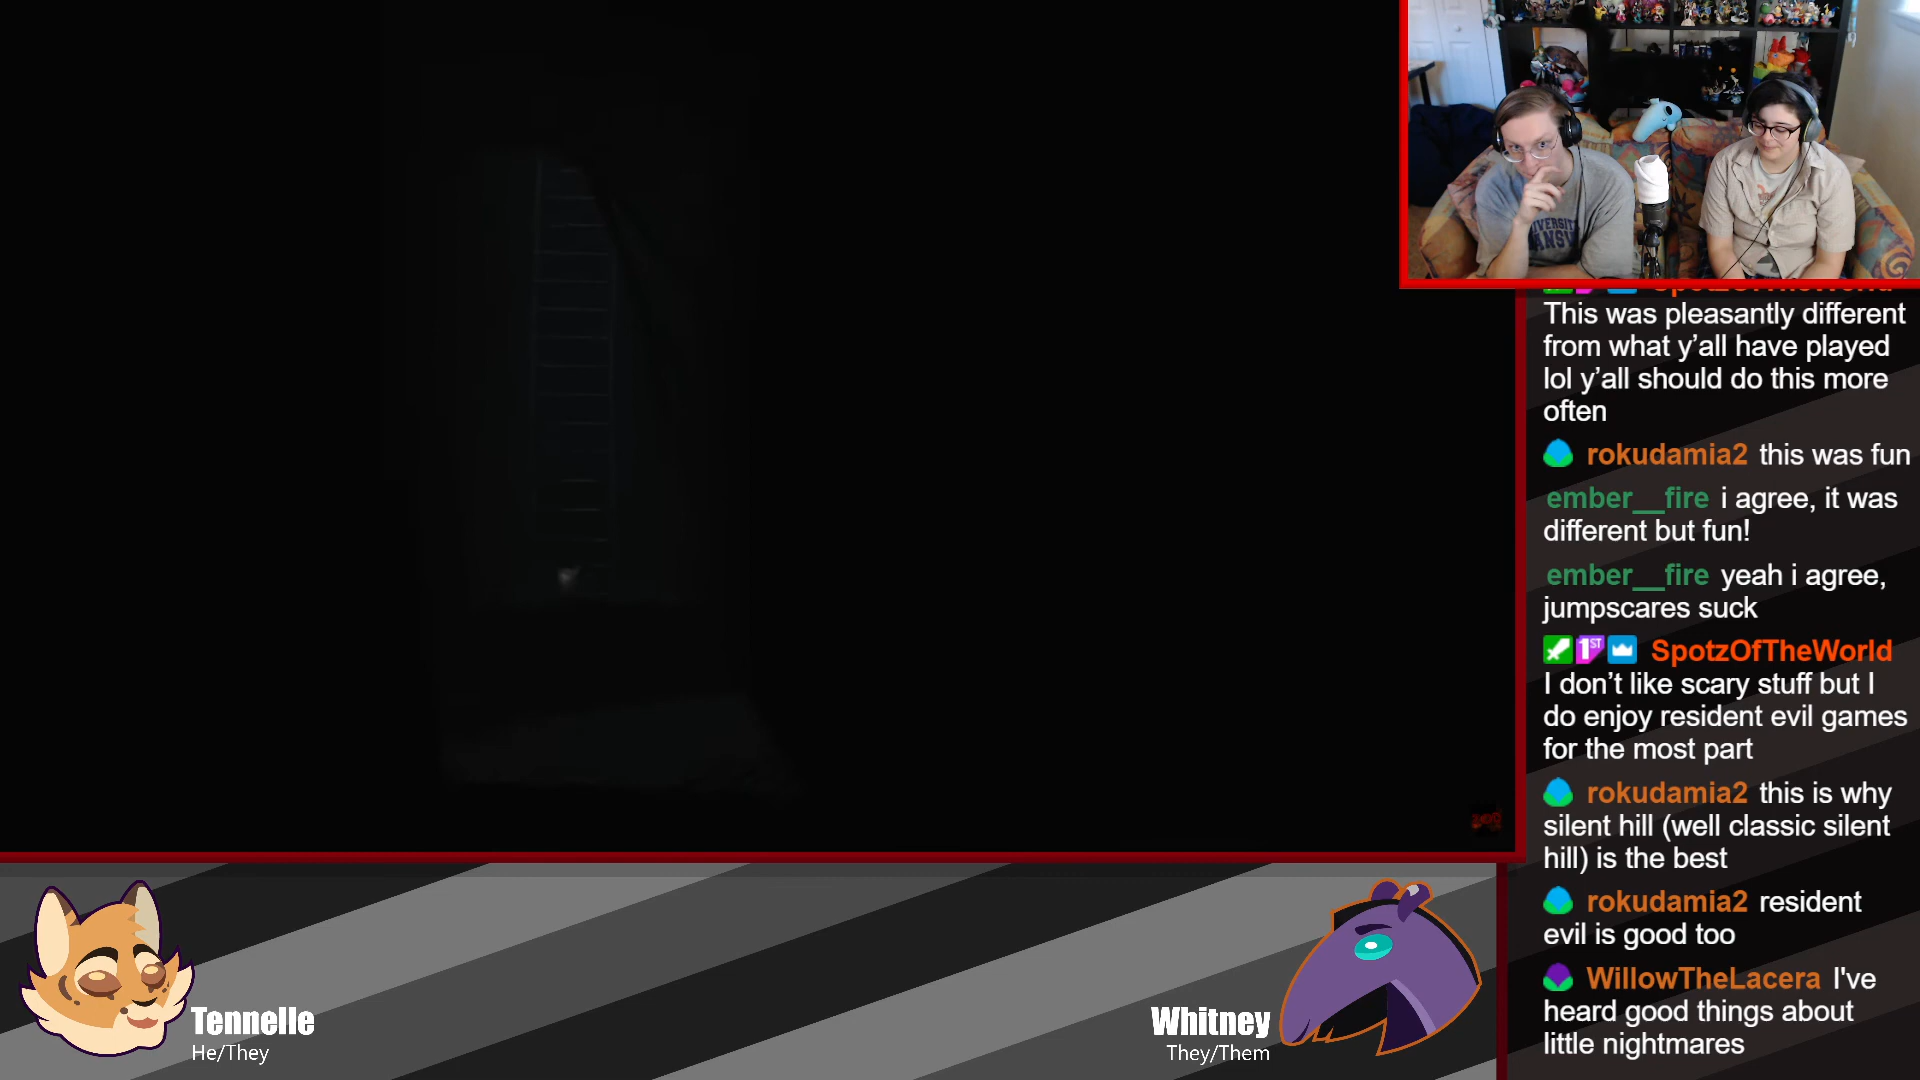 UNIVERSITY
SpotzOfTheWorld
This was pleasantly different
from what y'all have played
lol y'all should do this more
often
rokudamia2 this was fun
ember__fire i agree, it was
different but fun!
ember__fire yeah i agree,
jumpscares suck
1ST SpotzOfTheWorld
I don't like scary stuff but I
do enjoy resident evil games
for the most part
rokudamia2 this is why
silent hill (well classic silent
hill) is the best
rokudamia2 resident
evil is good too
WillowTheLacera I've
heard good things about
little nightmares
Tennelle
He/They
Whitney
They/Them